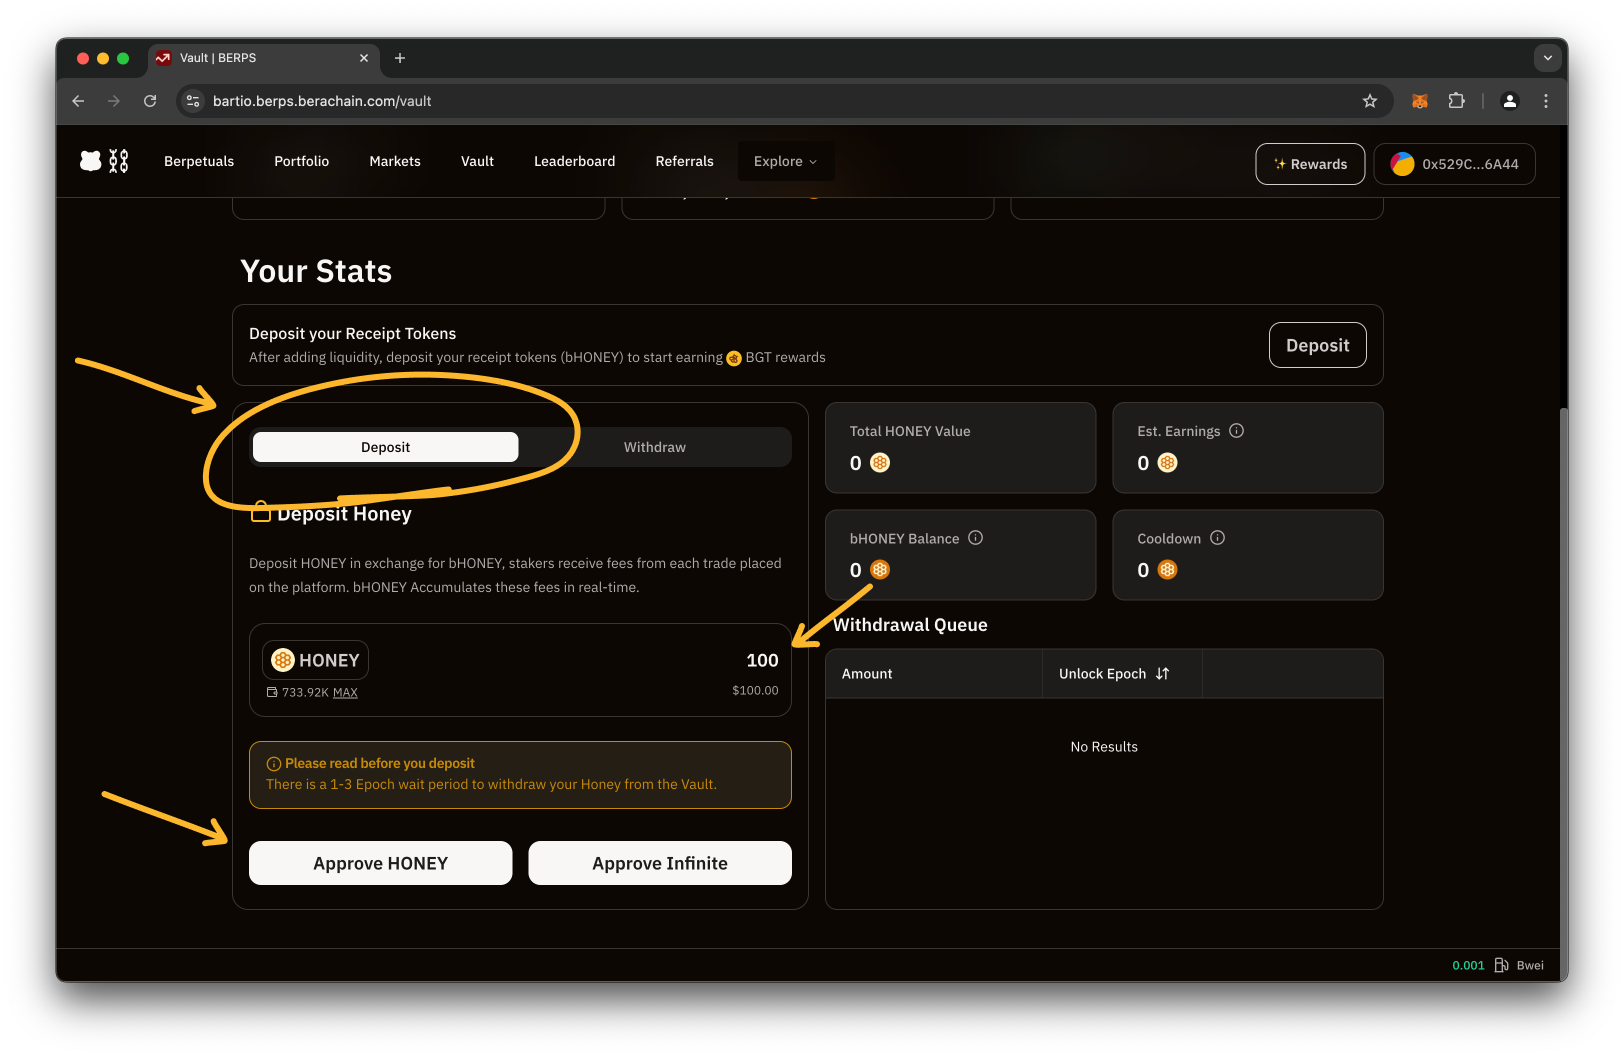 Vault | BERPS
bartio.berps.berachain.com/vault
Berpetuals
Portfolio
Markets
Vault
Leaderboard
Referrals
Explore
Rewards
0x529C...6A44
Your Stats
Deposit your Receipt Tokens
After adding liquidity, deposit your receipt tokens (bHONEY) to start earning BGT rewards
Deposit
Deposit
Withdraw
Deposit Honey
Deposit HONEY in exchange for bHONEY, stakers receive fees from each trade placed
on the platform. bHONEY Accumulates these fees in real-time.
HONEY
100
733.92K MAX
$100.00
Please read before you deposit
There is a 1-3 Epoch wait period to withdraw your Honey from the Vault.
Approve HONEY
Approve Infinite
Total HONEY Value
0
Est. Earnings
0
bHONEY Balance
0
Cooldown
0
Withdrawal Queue
Amount
Unlock Epoch
No Results
0.001
Bwei